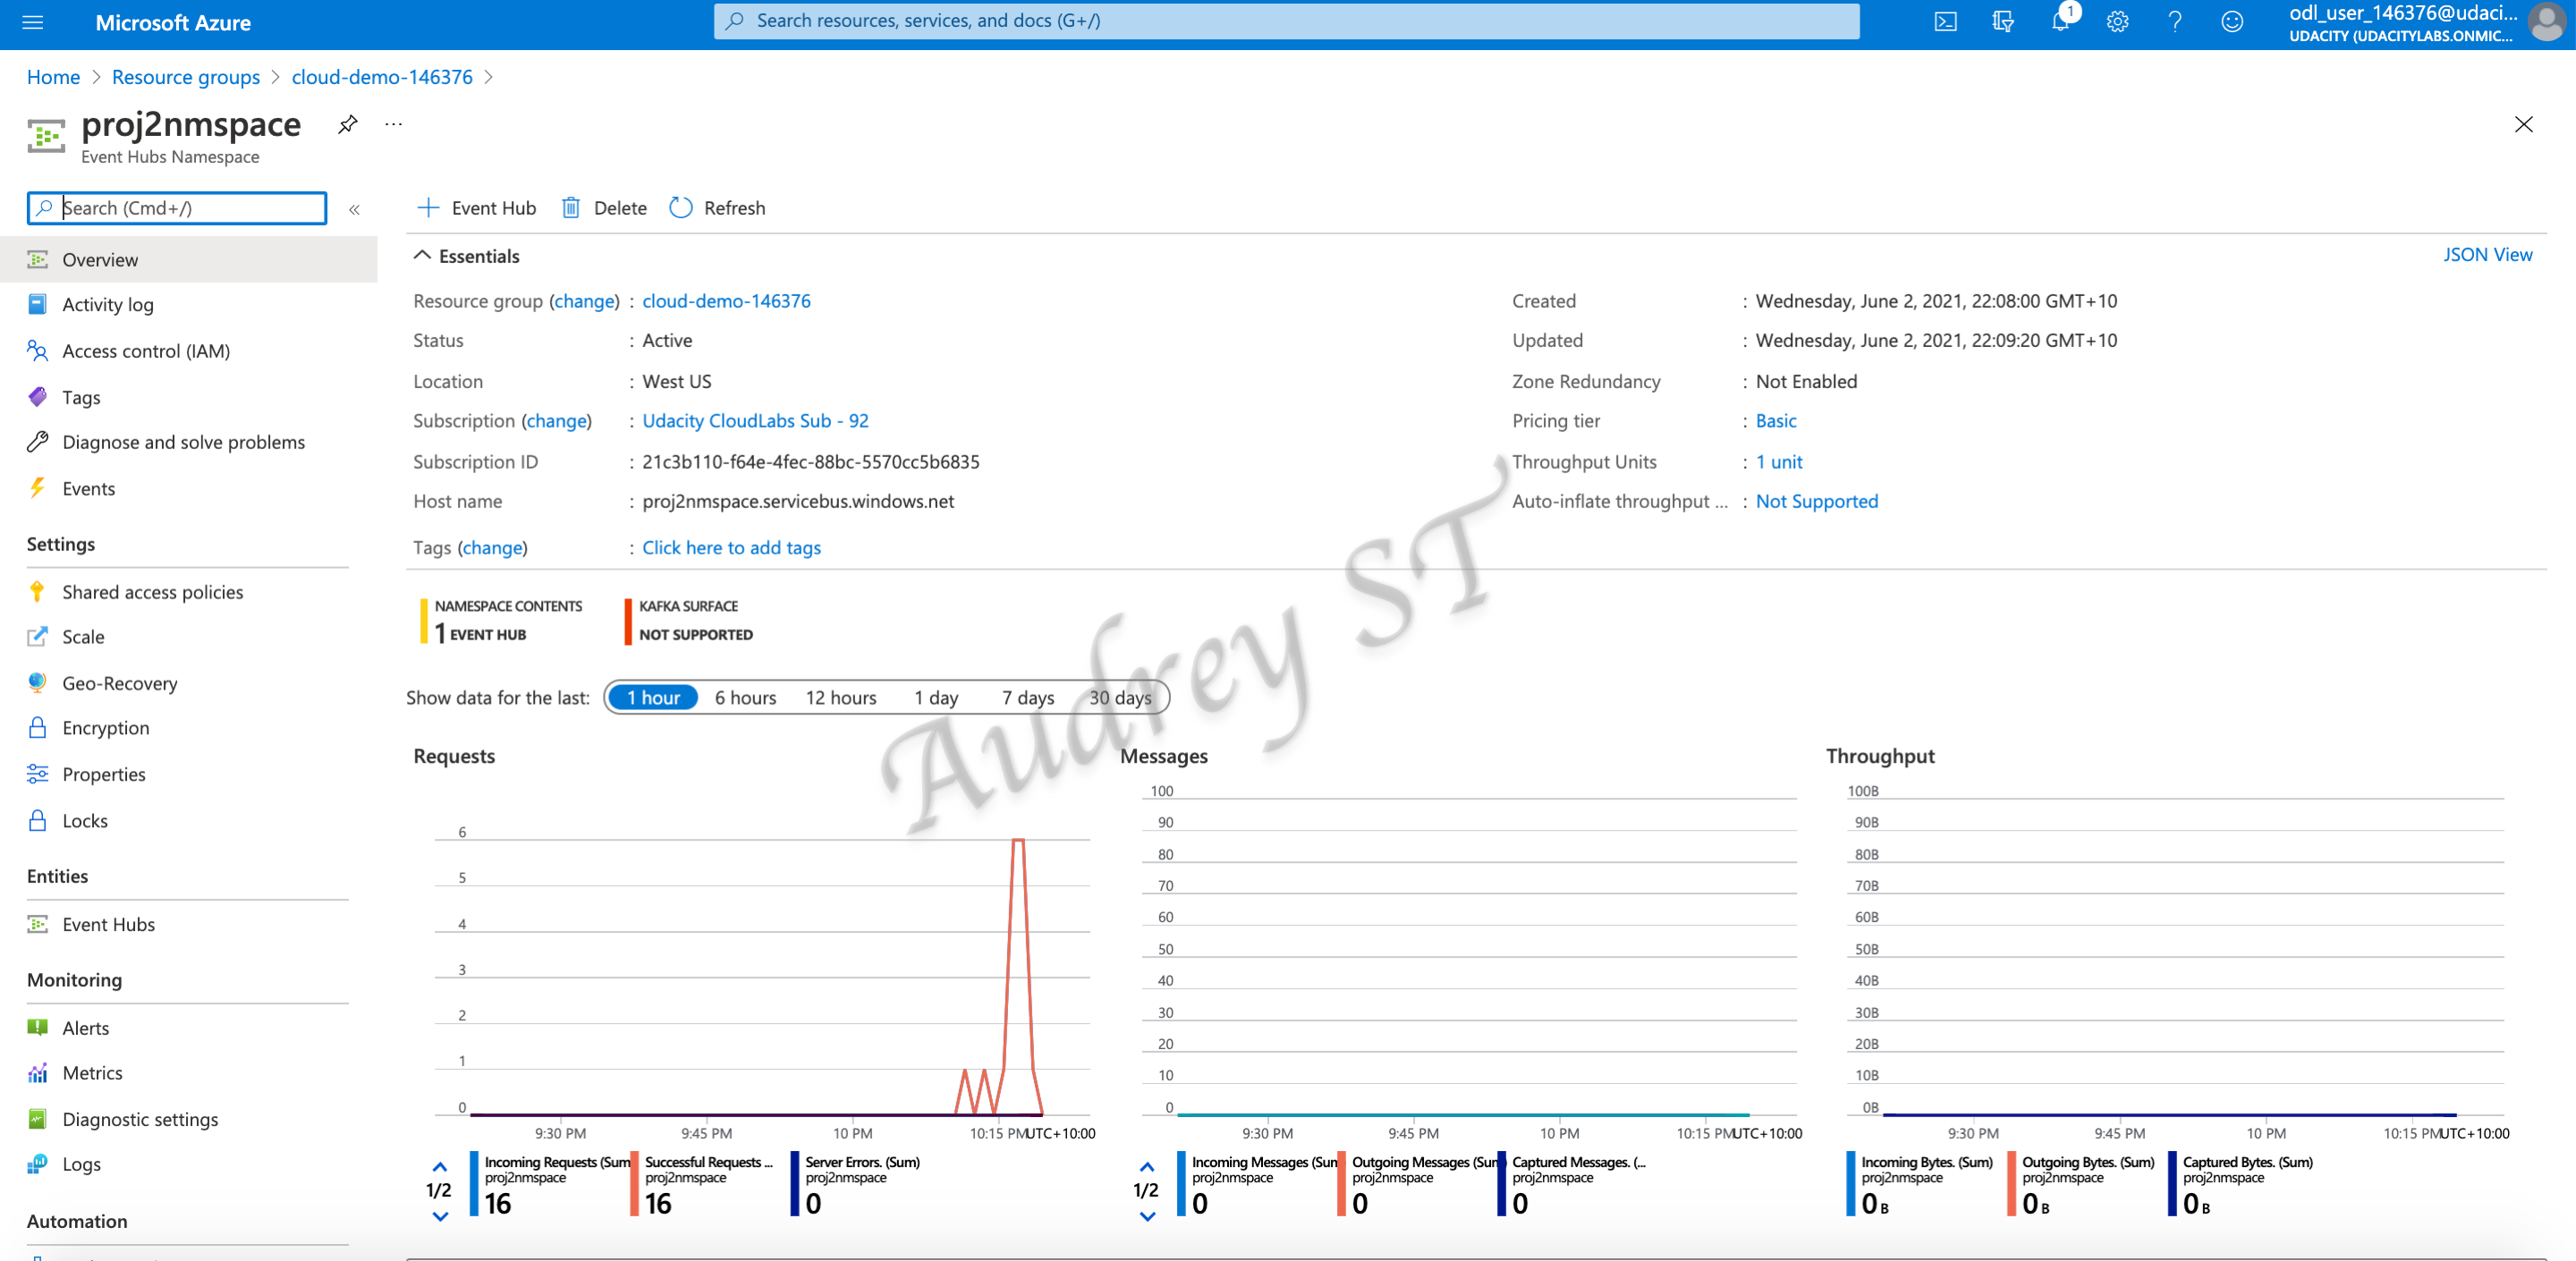 Microsoft Azure
Search resources, services, and docs (G+/)
1
odl_user_146376@udaci...
UDACITY (UDACITYLABS.ONMIC...
Home > Resource groups > cloud-demo-146376 >
proj2nmspace
...
Event Hubs Namespace
Search (Cmd+/)
«
Overview
Activity log
Access control (IAM)
Tags
Diagnose and solve problems
Events
Settings
Shared access policies
Scale
Geo-Recovery
Encryption
Properties
Locks
Entities
Event Hubs
Monitoring
Alerts
Metrics
Diagnostic settings
Logs
Automation
Event Hub Delete Refresh
Essentials
JSON View
Resource group (change) : cloud-demo-146376
Status : Active
Location : West US
Subscription (change) : Udacity CloudLabs Sub - 92
Subscription ID : 21c3b110-f64e-4fec-88bc-5570cc5b6835
Host name : proj2nmspace.servicebus.windows.net
Tags (change) : Click here to add tags
Created : Wednesday, June 2, 2021, 22:08:00 GMT+10
Updated : Wednesday, June 2, 2021, 22:09:20 GMT+10
Zone Redundancy : Not Enabled
Pricing tier : Basic
Throughput Units : 1 unit
Auto-inflate throughput ... : Not Supported
NAMESPACE CONTENTS
1 EVENT HUB
KAFKA SURFACE
NOT SUPPORTED
Show data for the last: 1 hour 6 hours 12 hours 1 day 7 days 30 days
Audrey ST
Requests
6
5
4
3
2
1
0
9:30 PM 9:45 PM 10 PM 10:15 PM UTC+10:00
1/2
Incoming Requests (Sum
proj2nmspace
16
Successful Requests ...
proj2nmspace
16
Server Errors. (Sum)
proj2nmspace
0
Messages
100
90
80
70
60
50
40
30
20
10
0
9:30 PM 9:45 PM 10 PM 10:15 PM UTC+10:00
1/2
Incoming Messages (Sum
proj2nmspace
0
Outgoing Messages (Sum
proj2nmspace
0
Captured Messages. (...
proj2nmspace
0
Throughput
100B
90B
80B
70B
60B
50B
40B
30B
20B
10B
0B
9:30 PM 9:45 PM 10 PM 10:15 PM UTC+10:00
Incoming Bytes. (Sum)
proj2nmspace
0 B
Outgoing Bytes. (Sum)
proj2nmspace
0 B
Captured Bytes. (Sum)
proj2nmspace
0 B